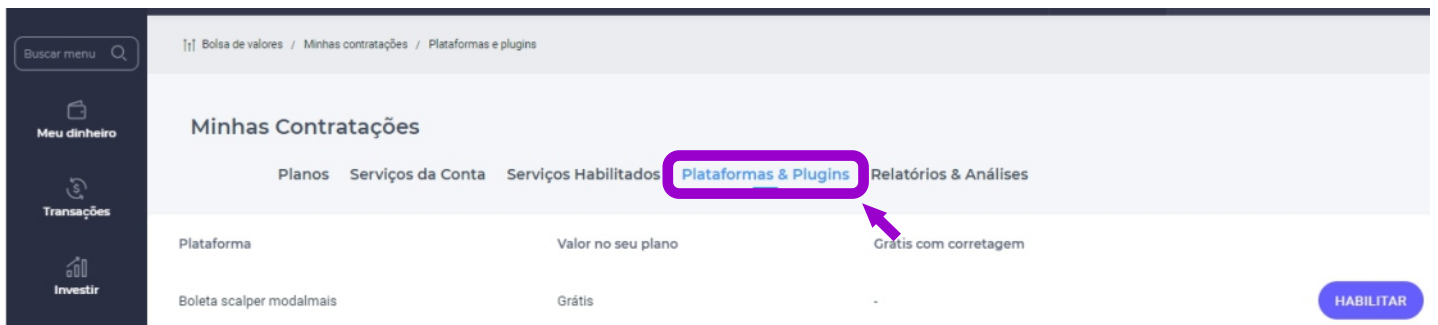 Buscar menu
Bolsa de valores / Minhas contratações / Plataformas e plugins
Meu dinheiro
Transações
Investir
Minhas Contratações
Planos Serviços da Conta Serviços Habilitados Plataformas & Plugins Relatórios & Análises
Plataforma Valor no seu plano Grátis com corretagem
Boleta scalper modalmais Grátis - HABILITAR